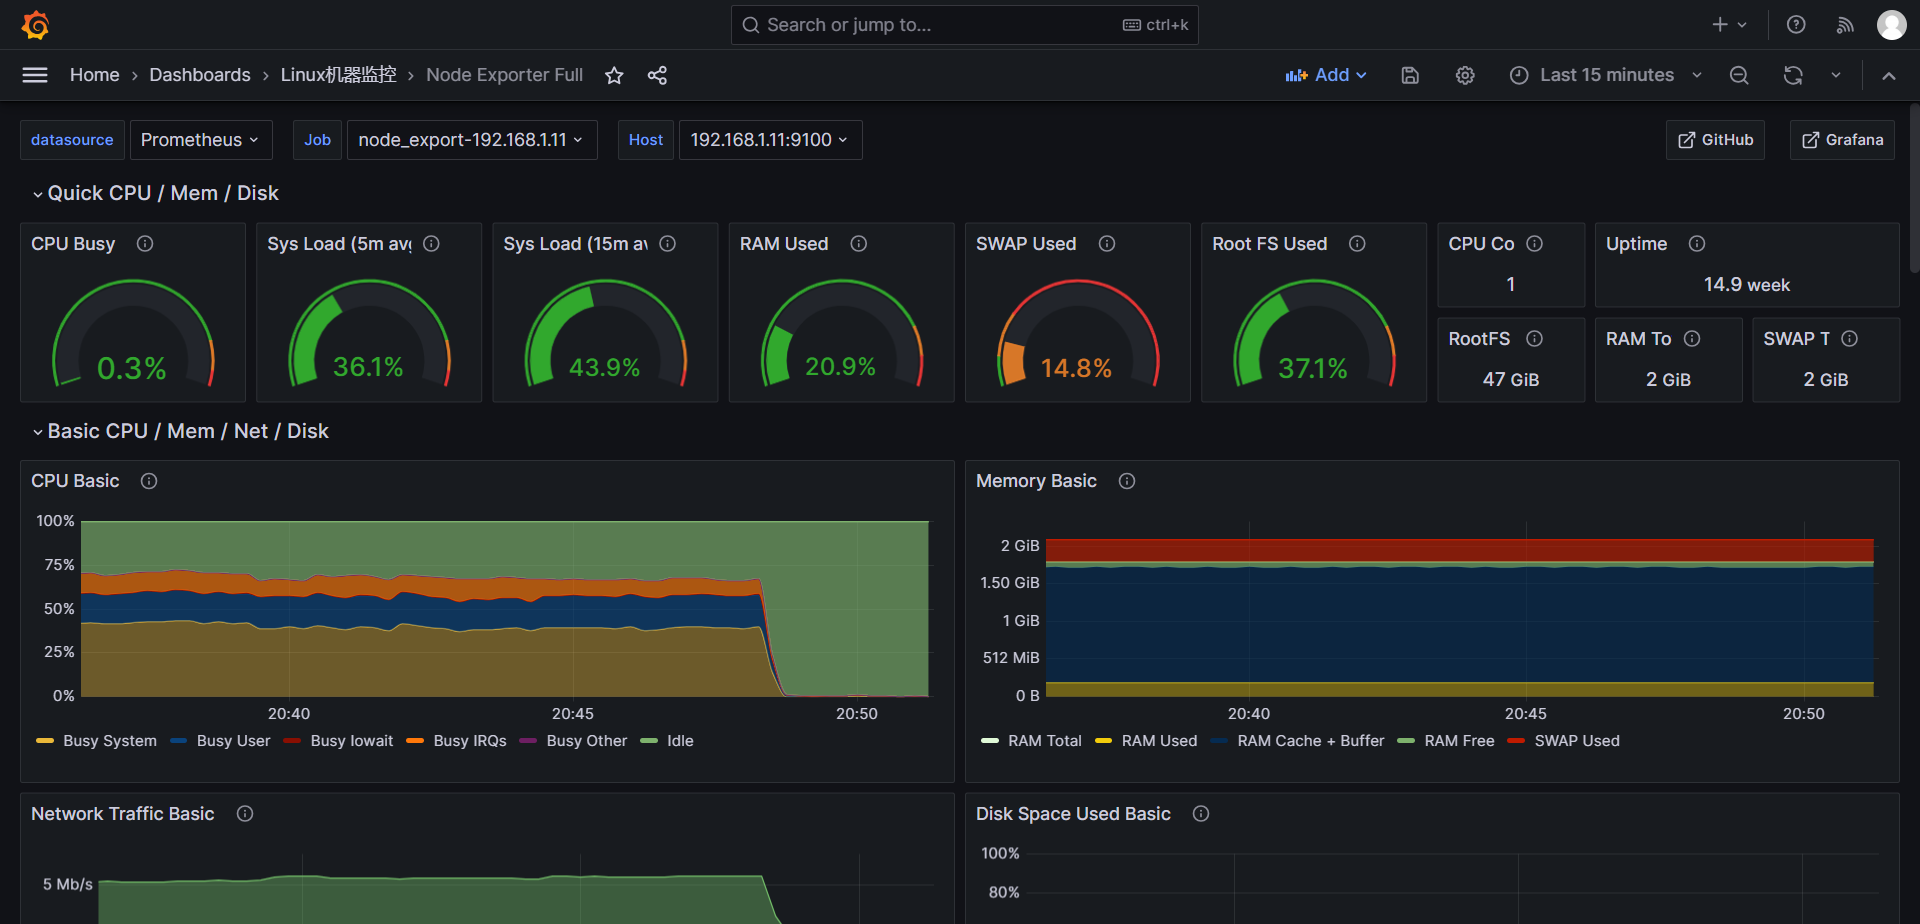 Search or jump to... ctrl+k
Home › Dashboards › Linux机器监控 › Node Exporter Full
Add
Last 15 minutes
datasource Prometheus Job node_export-192.168.1.11 Host 192.168.1.11:9100 GitHub Grafana
Quick CPU / Mem / Disk
CPU Busy
0.3%
Sys Load (5m avg
36.1%
Sys Load (15m av
43.9%
RAM Used
20.9%
SWAP Used
14.8%
Root FS Used
37.1%
CPU Co
1
Uptime
14.9 week
RootFS
47 GiB
RAM To
2 GiB
SWAP T
2 GiB
Basic CPU / Mem / Net / Disk
CPU Basic
100%
75%
50%
25%
0%
20:40 20:45 20:50
Busy System Busy User Busy Iowait Busy IRQs Busy Other Idle
Memory Basic
2 GiB
1.50 GiB
1 GiB
512 MiB
0 B
20:40 20:45 20:50
RAM Total RAM Used RAM Cache + Buffer RAM Free SWAP Used
Network Traffic Basic
5 Mb/s
Disk Space Used Basic
100%
80%